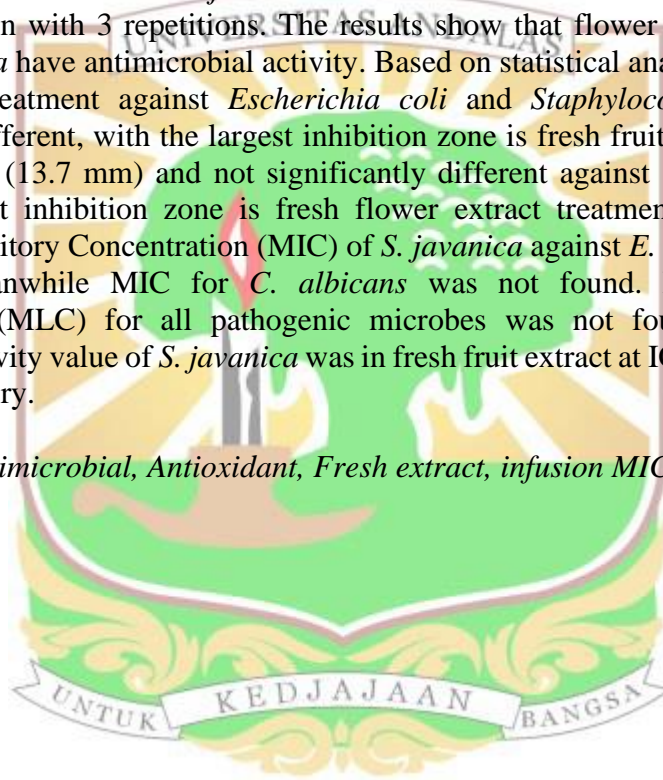 n with 3 repetitions. The results show that flower
UNIVERSITAS ANDALAS
a have antimicrobial activity. Based on statistical ana
eatment against Escherichia coli and Staphyloco
fferent, with the largest inhibition zone is fresh fruit
(13.7 mm) and not significantly different against
t inhibition zone is fresh flower extract treatmen
itory Concentration (MIC) of S. javanica against E.
anwhile MIC for C. albicans was not found.
(MLC) for all pathogenic microbes was not fou
vity value of S. javanica was in fresh fruit extract at IC
ry.
imicrobial, Antioxidant, Fresh extract, infusion MIC
UNTUK KEDJAJAAN BANGSA